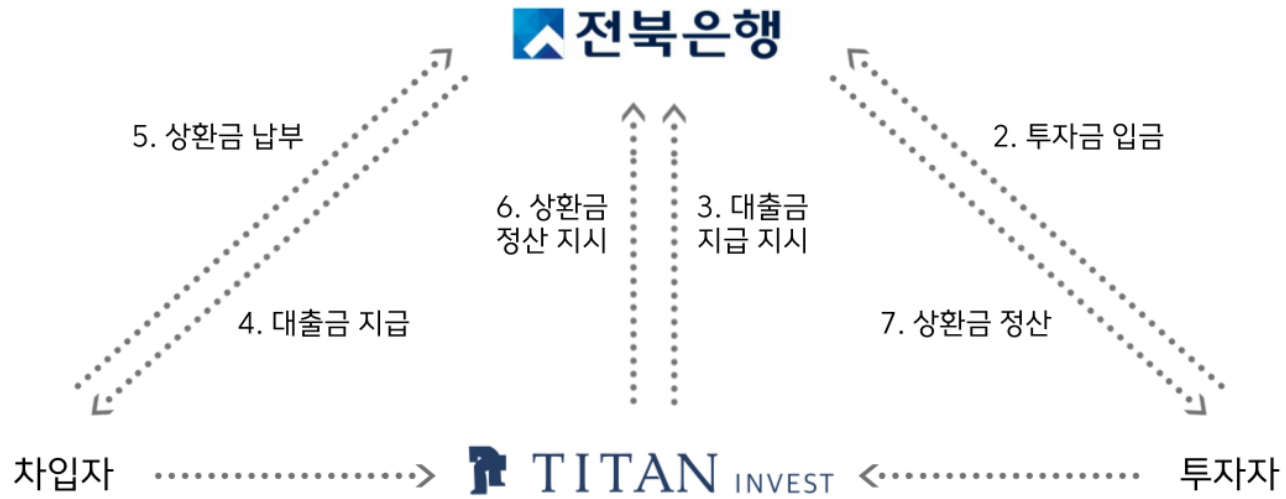 전북은행
5. 상환금 납부
2. 투자금 입금
6. 상환금
정산 지시
3. 대출금
지급 지시
4. 대출금 지급
7. 상환금 정산
차입자
TITAN INVEST
투자자